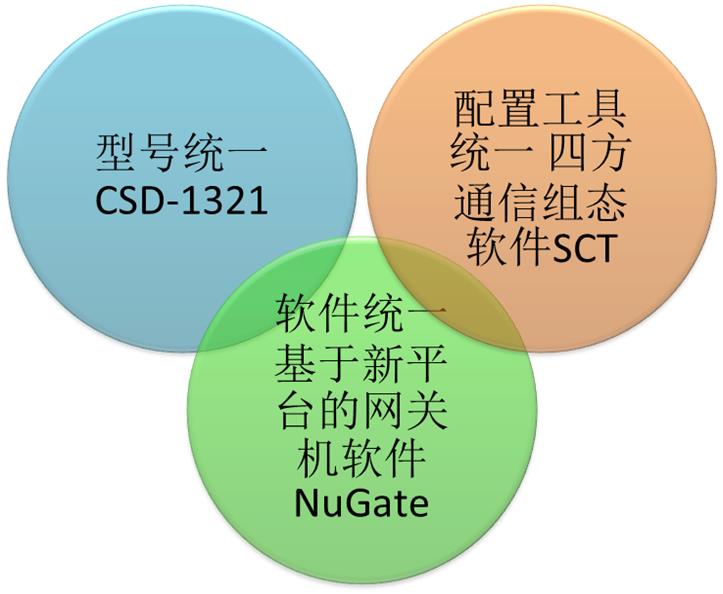 型号统一
CSD-1321
配置工具
统一 四方
通信组态
软件SCT
软件统一
基于新平
台的网关
机软件
NuGate